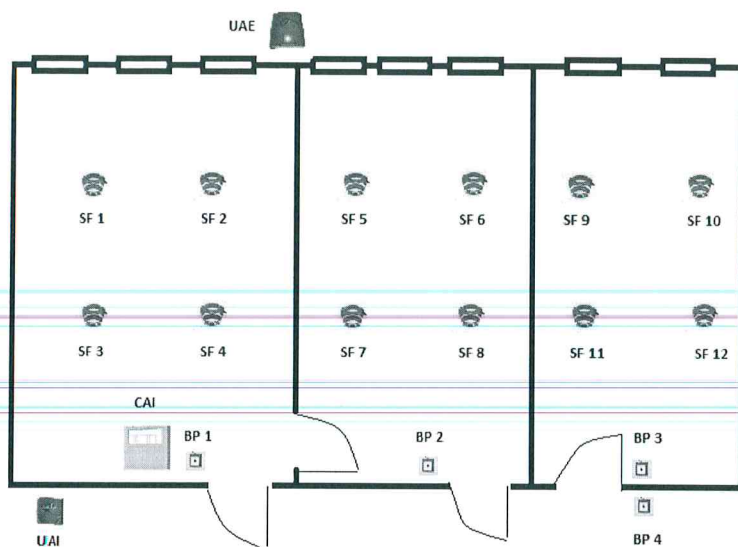 UAE
SF 1
SF 2
SF 5
SF 6
SF 9
SF 10
SF 3
SF 4
SF 7
SF 8
SF 11
SF 12
CAI
BP 1
BP 2
BP 3
UAI
BP 4